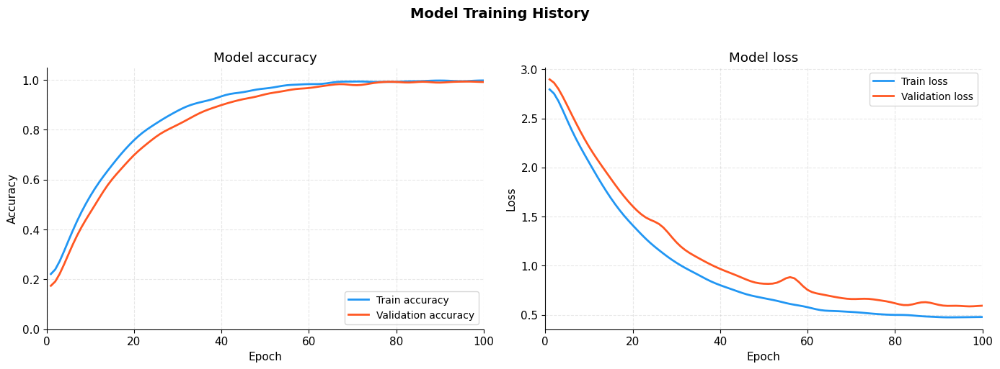 Model Training History
Model accuracy
1.0
0.8
0.6
0.4
0.2
0.0
Accuracy
Train accuracy
Validation accuracy
0 20 40 60 80 100
Epoch
Model loss
3.0
2.5
2.0
1.5
1.0
0.5
Loss
Train loss
Validation loss
0 20 40 60 80 100
Epoch